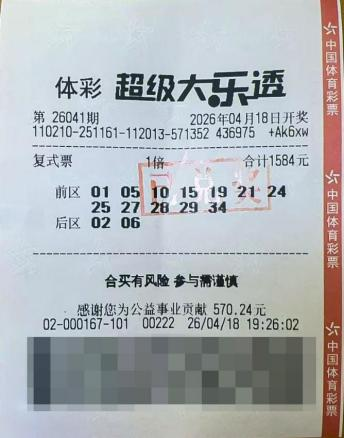 体彩 超级大乐透
第 26041期 2026年04月18日开奖
110210-251161-112013-571352 436975 +Ak6xw
复式票 1倍 合计1584元
前区 01 05 10 15 19 21 24
25 27 28 29 34
后区 02 06
已兑奖
合买有风险 参与需谨慎
感谢您为公益事业贡献 570.24元
02-000167-101 00222 26/04/18 19:26:02
中国体育彩票
中国体育彩票
中国体育彩票